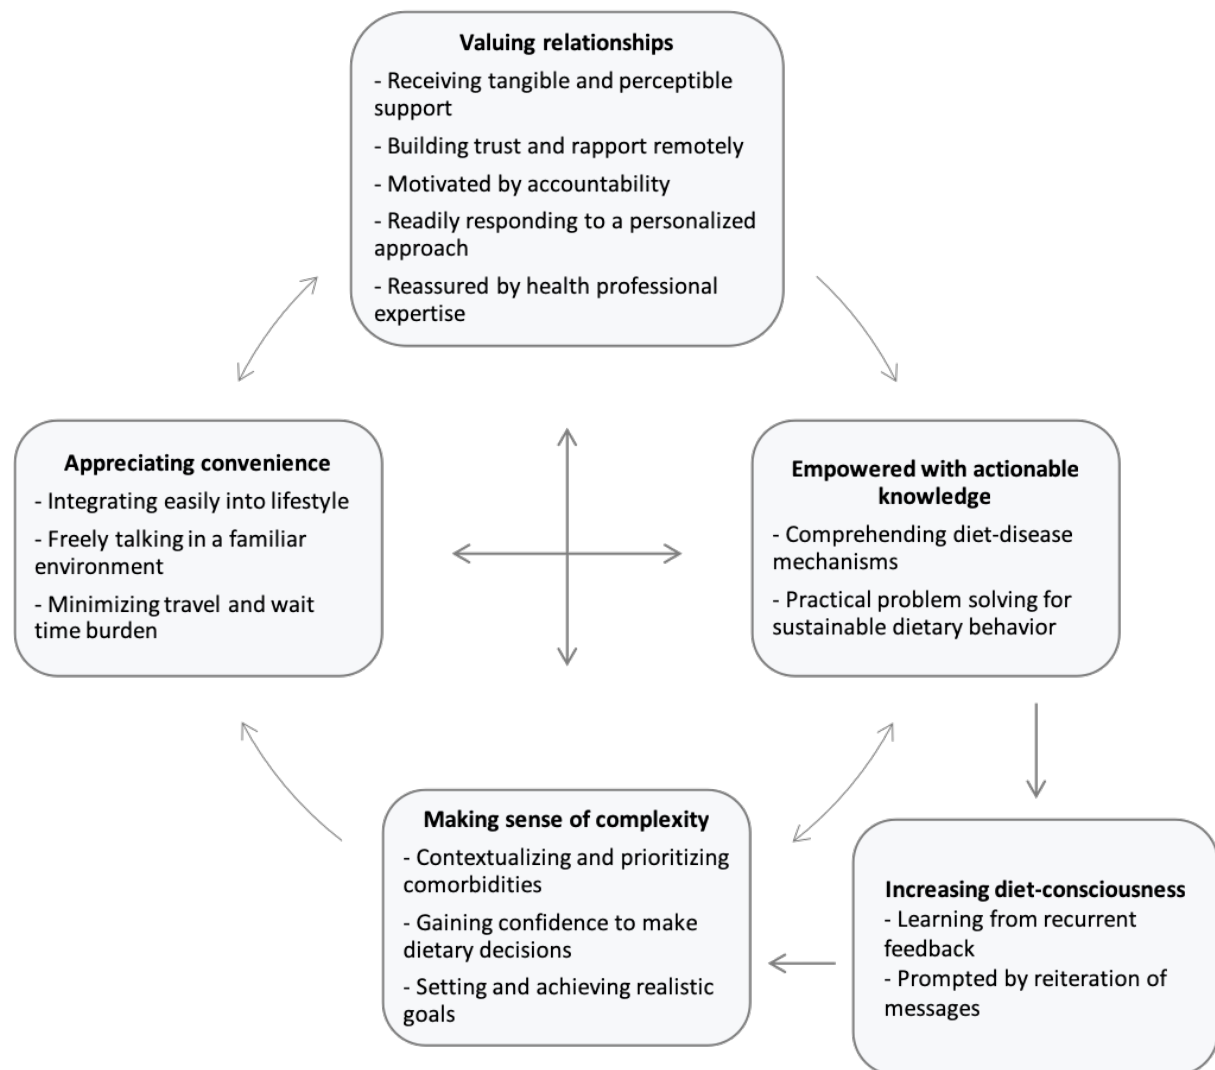 Valuing relationships
- Receiving tangible and perceptible
support
- Building trust and rapport remotely
- Motivated by accountability
- Readily responding to a personalized
approach
- Reassured by health professional
expertise
Appreciating convenience
- Integrating easily into lifestyle
- Freely talking in a familiar
environment
- Minimizing travel and wait
time burden
Empowered with actionable
knowledge
- Comprehending diet-disease
mechanisms
- Practical problem solving for
sustainable dietary behavior
Making sense of complexity
- Contextualizing and prioritizing
comorbidities
- Gaining confidence to make
dietary decisions
- Setting and achieving realistic
goals
Increasing diet-consciousness
- Learning from recurrent
feedback
- Prompted by reiteration of
messages